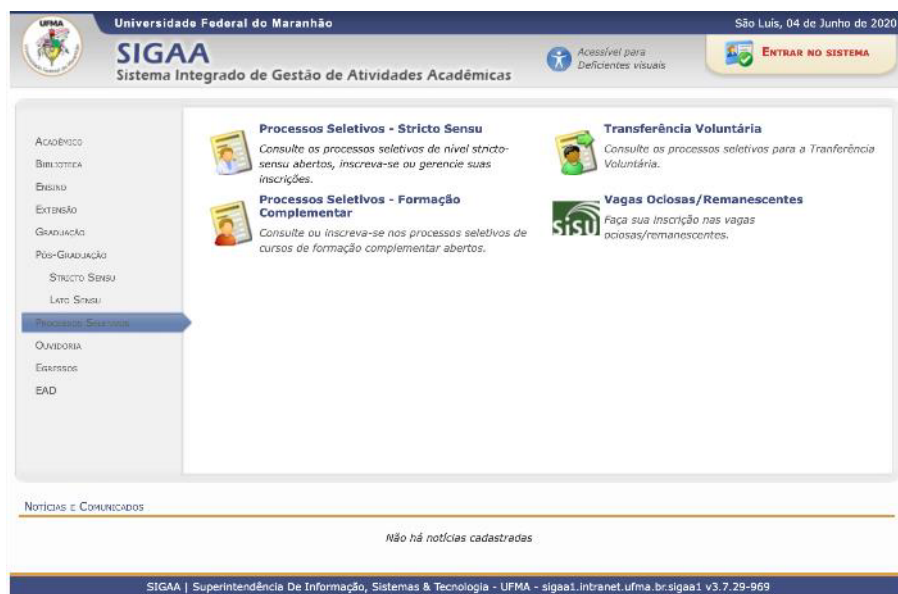 UFMA
Universidade Federal do Maranhão
São Luís, 04 de Junho de 2020
SIGAA
Sistema Integrado de Gestão de Atividades Acadêmicas
Acessível para
Deficientes visuais
ENTRAR NO SISTEMA
ACADÊMICO
BIBLIOTECA
ENSINO
EXTENSÃO
GRADUAÇÃO
PÓS-GRADUAÇÃO
STRICTO SENSU
LATO SENSU
PROCESSOS SELETIVOS
OUVIDORIA
EGRESSOS
EAD
Processos Seletivos - Stricto Sensu
Consulte os processos seletivos de nível stricto-
sensu abertos, inscreva-se ou gerencie suas
inscrições.
Transferência Voluntária
Consulte os processos seletivos para a Tranferência
Voluntária.
Processos Seletivos - Formação
Complementar
Consulte ou inscreva-se nos processos seletivos de
cursos de formação complementar abertos.
sisu
Vagas Ociosas/Remanescentes
Faça sua inscrição nas vagas
ociosas/remanescentes.
NOTÍCIAS E COMUNICADOS
Não há notícias cadastradas
SIGAA | Superintendência De Informação, Sistemas & Tecnologia - UFMA - sigaa1.intranet.ufma.br.sigaa1 v3.7.29-969